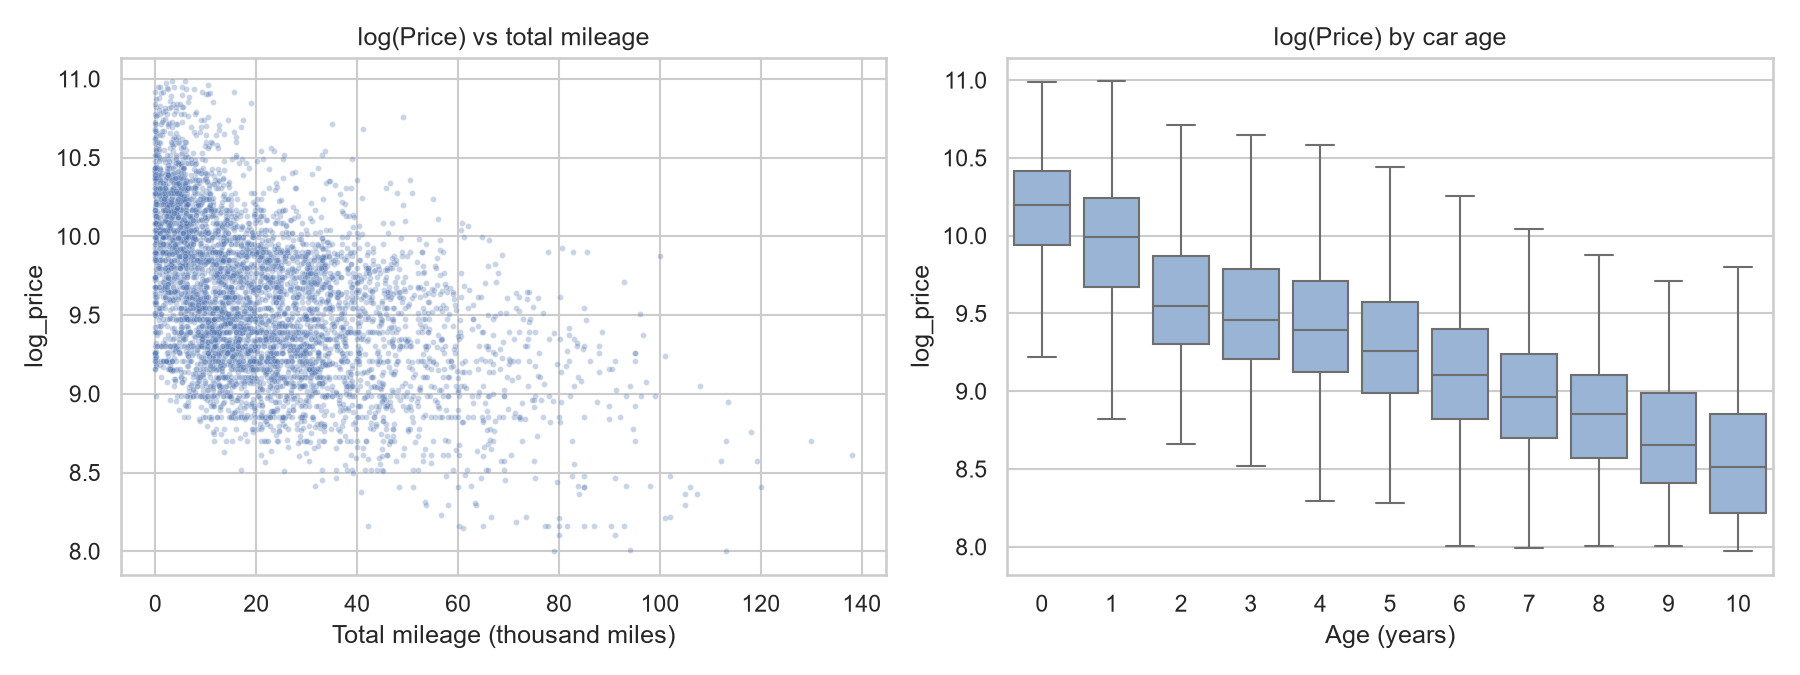 log(Price) vs total mileage
11.0
10.5
10.0
9.5
9.0
8.5
8.0
log_price
0 20 40 60 80 100 120 140
Total mileage (thousand miles)
log(Price) by car age
11.0
10.5
10.0
9.5
9.0
8.5
8.0
log_price
0 1 2 3 4 5 6 7 8 9 10
Age (years)